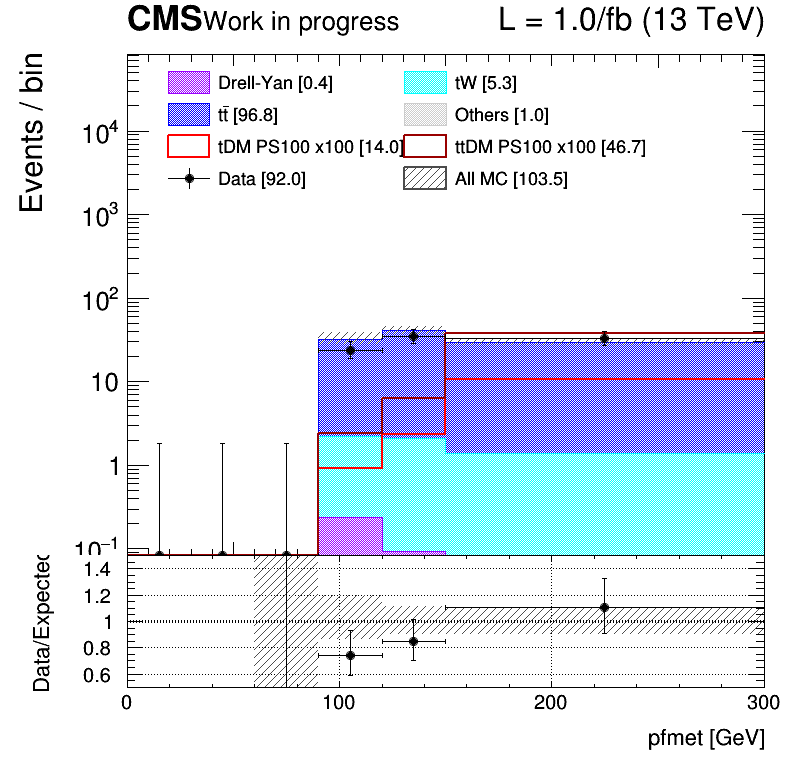 CMS Work in progress L = 1.0/fb (13 TeV)
Events / bin
Drell-Yan [0.4] tW [5.3]
tt̄ [96.8] Others [1.0]
tDM PS100 x100 [14.0] ttDM PS100 x100 [46.7]
Data [92.0] All MC [103.5]
10⁴
10³
10²
10
1
10⁻¹
Data/Expected
1.4
1.2
1
0.8
0.6
0 100 200 300
pfmet [GeV]